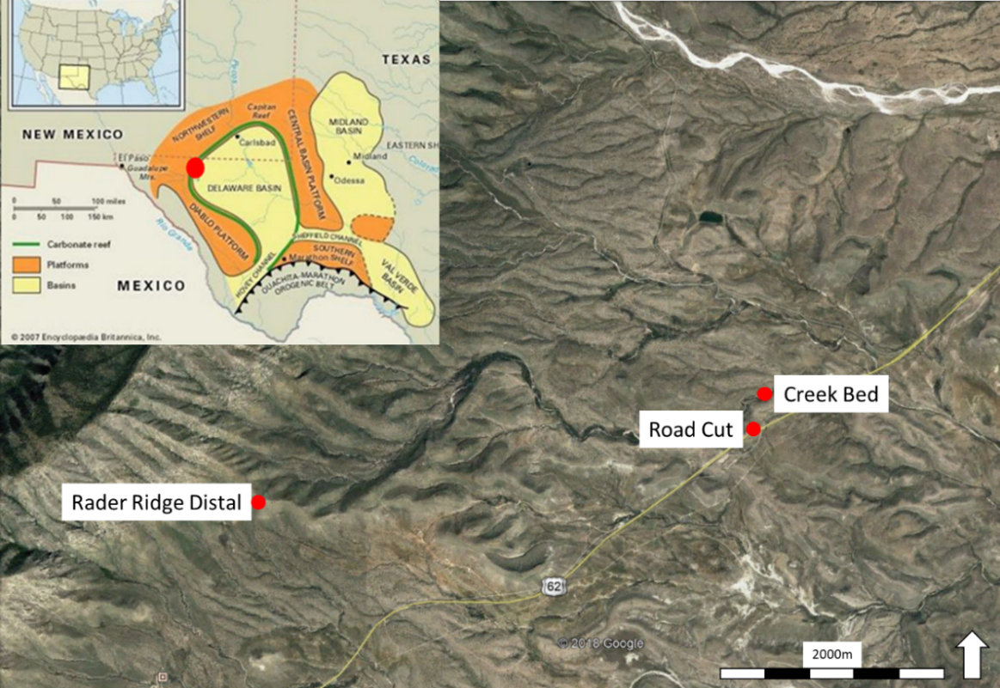 TEXAS
NEW MEXICO
NORTHWESTERN
SHELF
Capitan
Reef
Carlsbad
Pecos
CENTRAL BASIN PLATFORM
MIDLAND
BASIN
EASTERN SH
Midland
Odessa
Colorad
El Paso
Guadalupe
Mts.
DELAWARE BASIN
DIABLO PLATFORM
Rio Grande
0 50 100 miles
0 50 100 150 km
Carbonate reef
Platforms
Basins
MEXICO
SHEFFIELD CHANNEL
SOUTHERN
Marathon SHELF
HOVEY CHANNEL
OUACHITA-MARATHON
OROGENIC BELT
VAL VERDE
BASIN
© 2007 Encyclopædia Britannica, Inc.
Creek Bed
Road Cut
Rader Ridge Distal
62
© 2018 Google
2000m